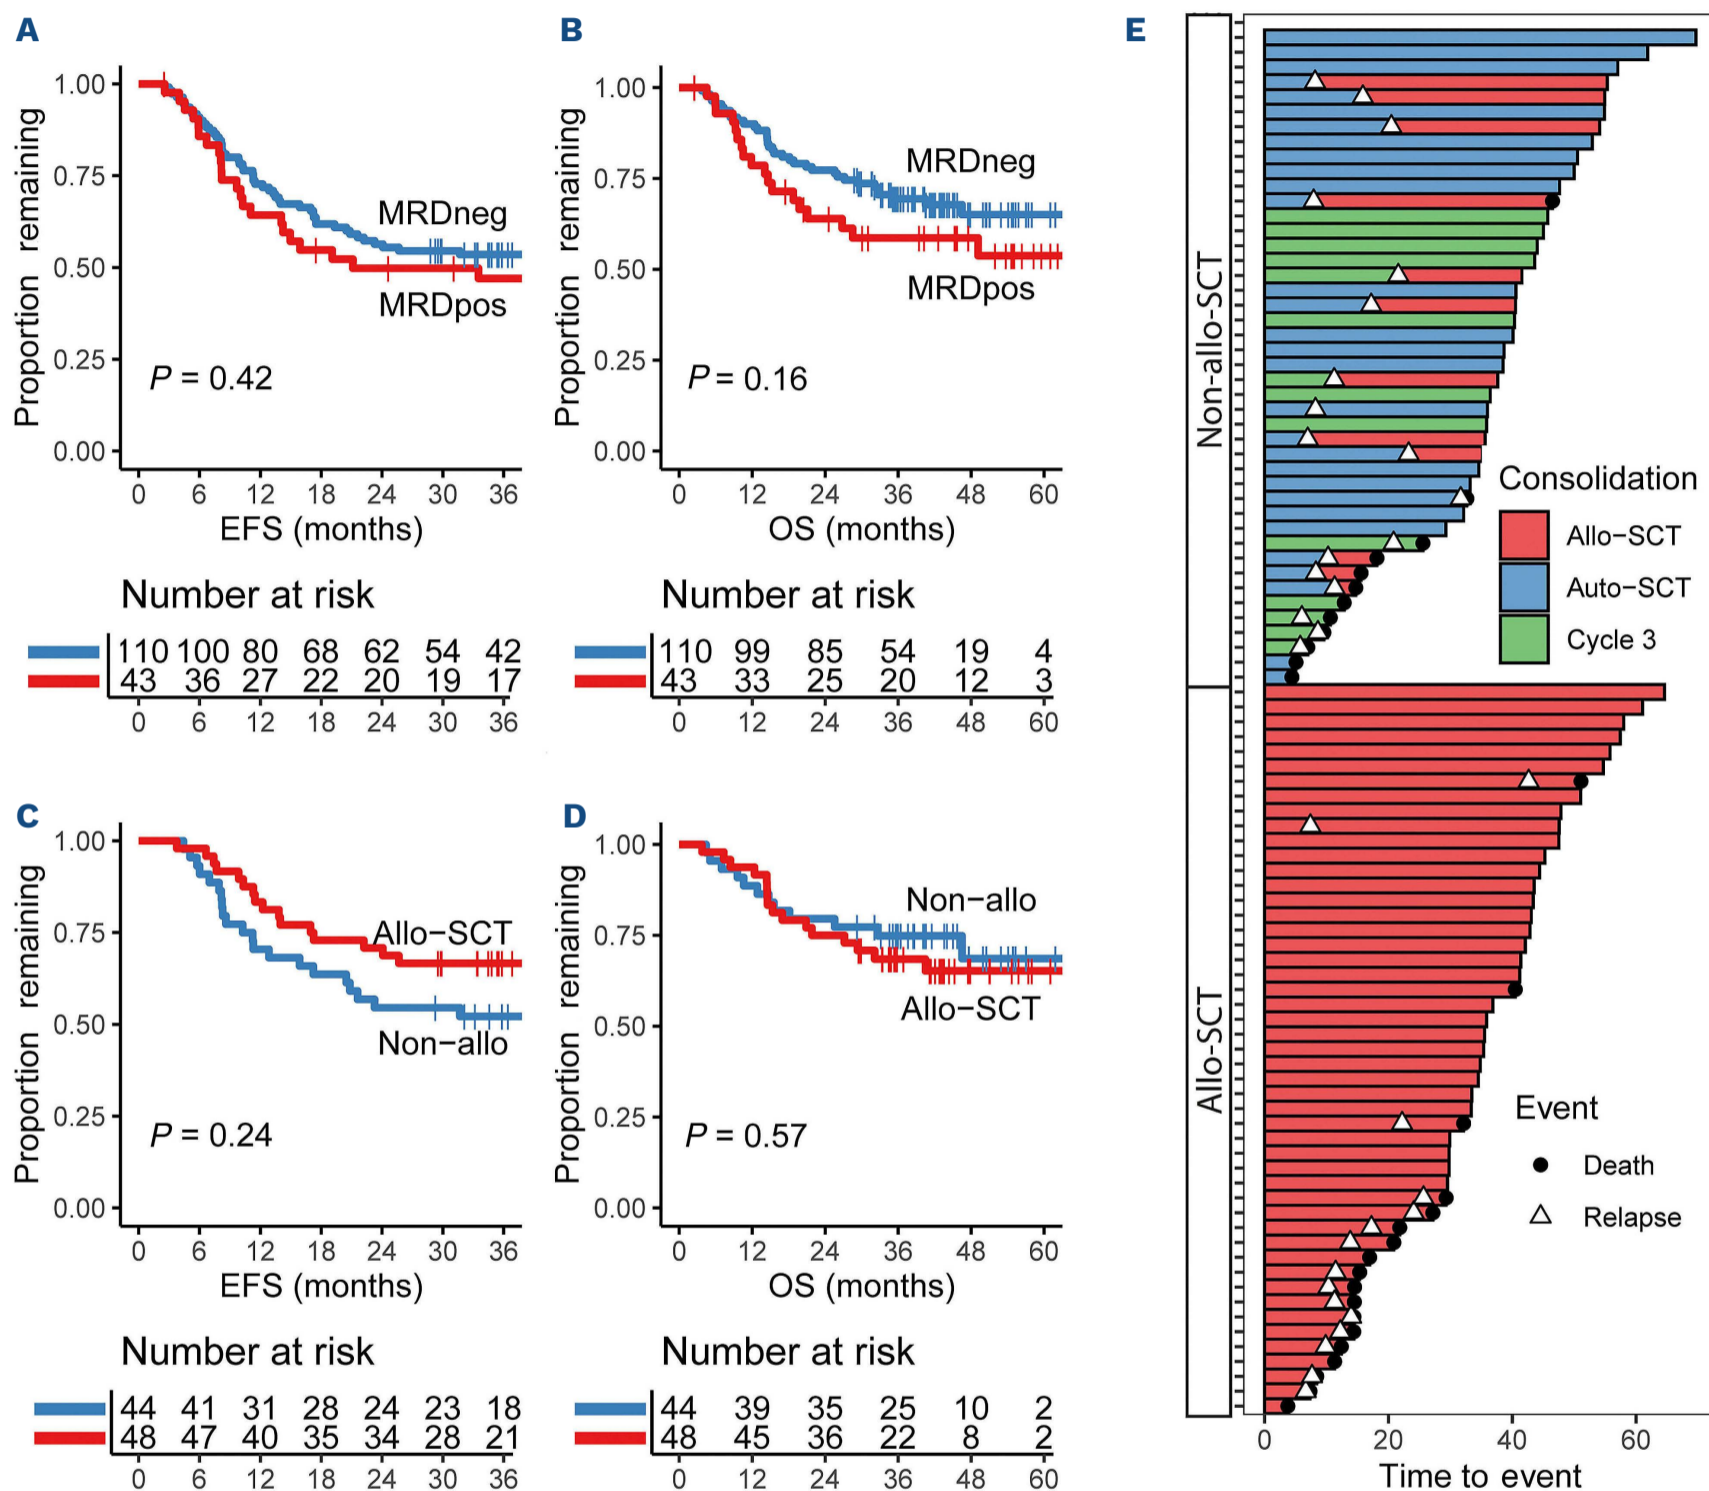 A
Proportion remaining
1.00
0.75
0.50
0.25
0.00
MRDneg
MRDpos
P = 0.42
0 6 12 18 24 30 36
EFS (months)
Number at risk
110 100 80 68 62 54 42
43 36 27 22 20 19 17
0 6 12 18 24 30 36
B
Proportion remaining
1.00
0.75
0.50
0.25
0.00
MRDneg
MRDpos
P = 0.16
0 12 24 36 48 60
OS (months)
Number at risk
110 99 85 54 19 4
43 33 25 20 12 3
0 12 24 36 48 60
C
Proportion remaining
1.00
0.75
0.50
0.25
0.00
Allo−SCT
Non−allo
P = 0.24
0 6 12 18 24 30 36
EFS (months)
Number at risk
44 41 31 28 24 23 18
48 47 40 35 34 28 21
0 6 12 18 24 30 36
D
Proportion remaining
1.00
0.75
0.50
0.25
0.00
Non−allo
Allo−SCT
P = 0.57
0 12 24 36 48 60
OS (months)
Number at risk
44 39 35 25 10 2
48 45 36 22 8 2
0 12 24 36 48 60
E
Non-allo-SCT
Allo-SCT
Consolidation
Allo−SCT
Auto−SCT
Cycle 3
Event
Death
Relapse
0 20 40 60
Time to event